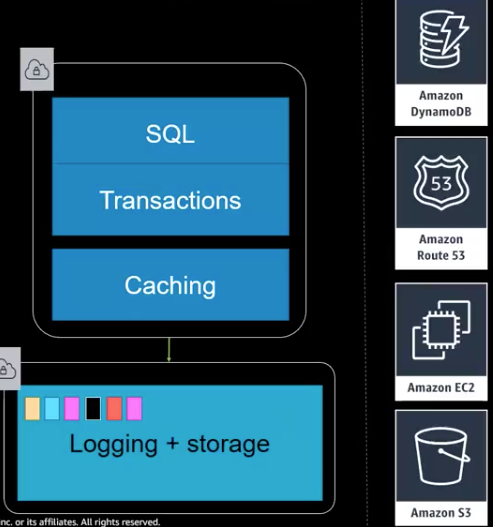 SQL
Transactions
Caching
Logging + storage
Amazon
DynamoDB
53
Amazon
Route 53
Amazon EC2
Amazon S3
nc. or its affiliates. All rights reserved.